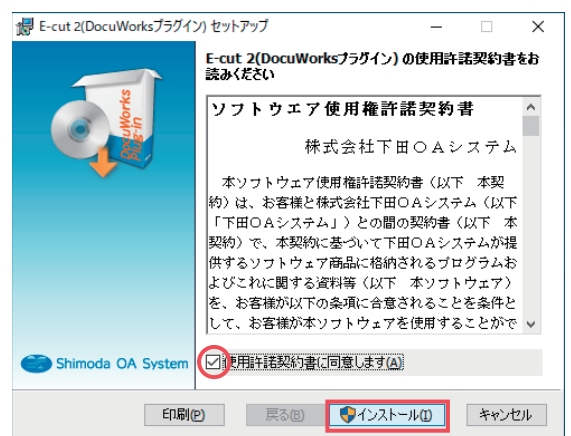 E-cut 2(DocuWorksプラグイン) セットアップ
DocuWorks
Plug-in
E-cut 2(DocuWorksプラグイン) の使用許諾契約書をお
読みください
ソフトウエア使用権許諾契約書
株式会社下田OAシステム
本ソフトウェア使用権許諾契約書（以下　本契
約）は、お客様と株式会社下田OAシステム（以下
「下田OAシステム」）との間の契約書（以下　本
契約）で、本契約に基づいて下田OAシステムが提
供するソフトウェア商品に格納されるプログラムお
よびこれに関する資料等（以下　本ソフトウェア）
を、お客様が以下の条項に合意されることを条件と
して、お客様が本ソフトウェアを使用することがで
Shimoda OA System
使用許諾契約書に同意します(A)
印刷(P)
戻る(B)
インストール(I)
キャンセル